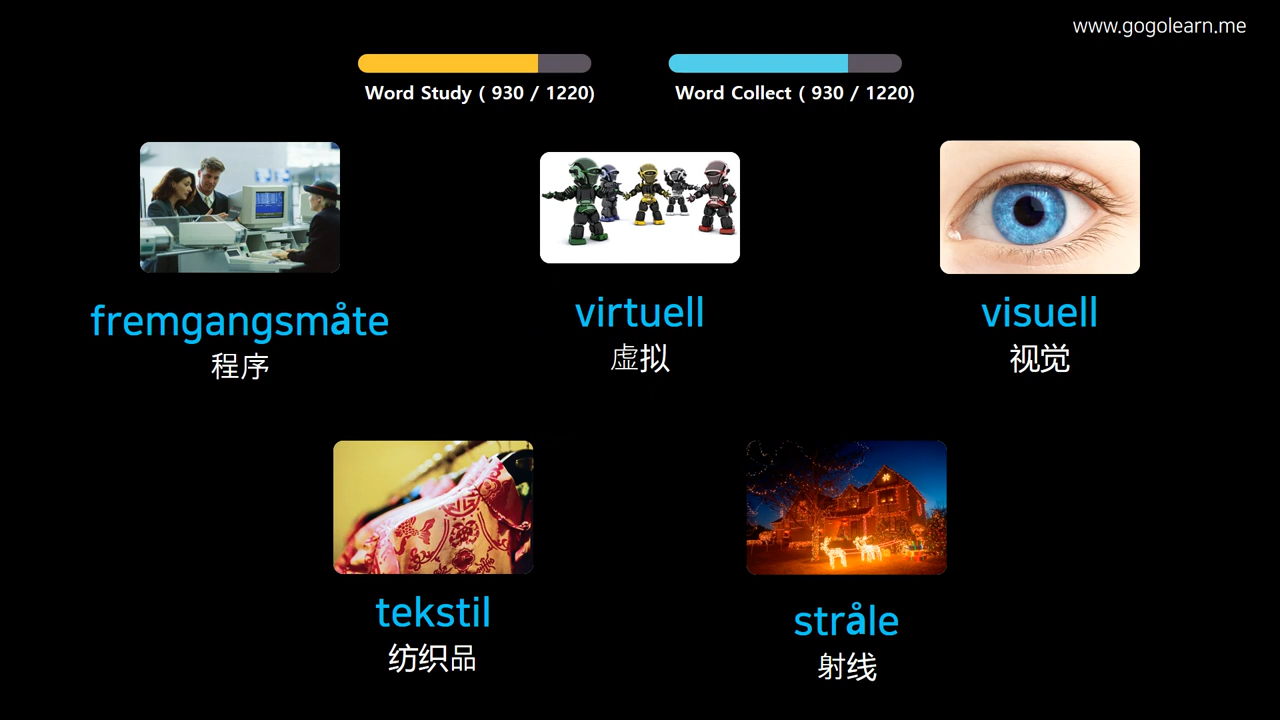 www.gogolearn.me
Word Study ( 930 / 1220)
Word Collect ( 930 / 1220)
fremgangsmåte
程序
virtuell
虚拟
visuell
视觉
tekstil
纺织品
stråle
射线